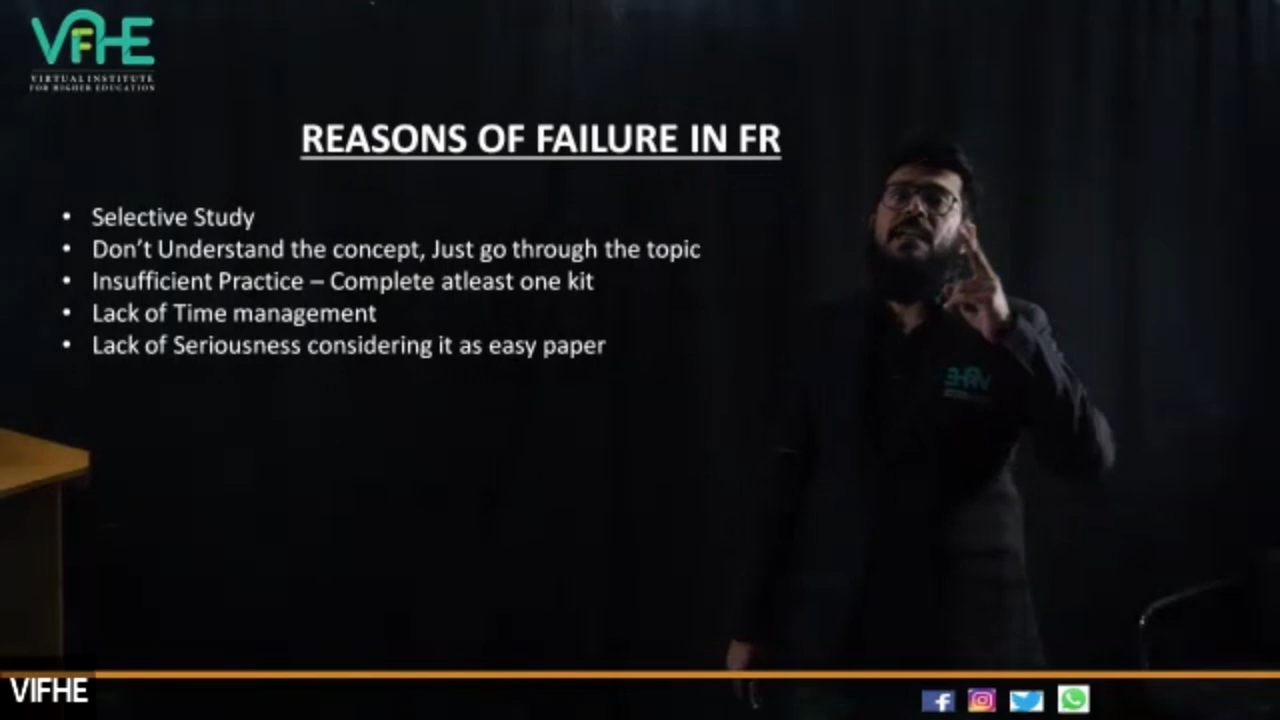 VIFHE
VIRTUAL INSTITUTE
FOR HIGHER EDUCATION
REASONS OF FAILURE IN FR
• Selective Study
• Don’t Understand the concept, Just go through the topic
• Insufficient Practice – Complete atleast one kit
• Lack of Time management
• Lack of Seriousness considering it as easy paper
VIFHE